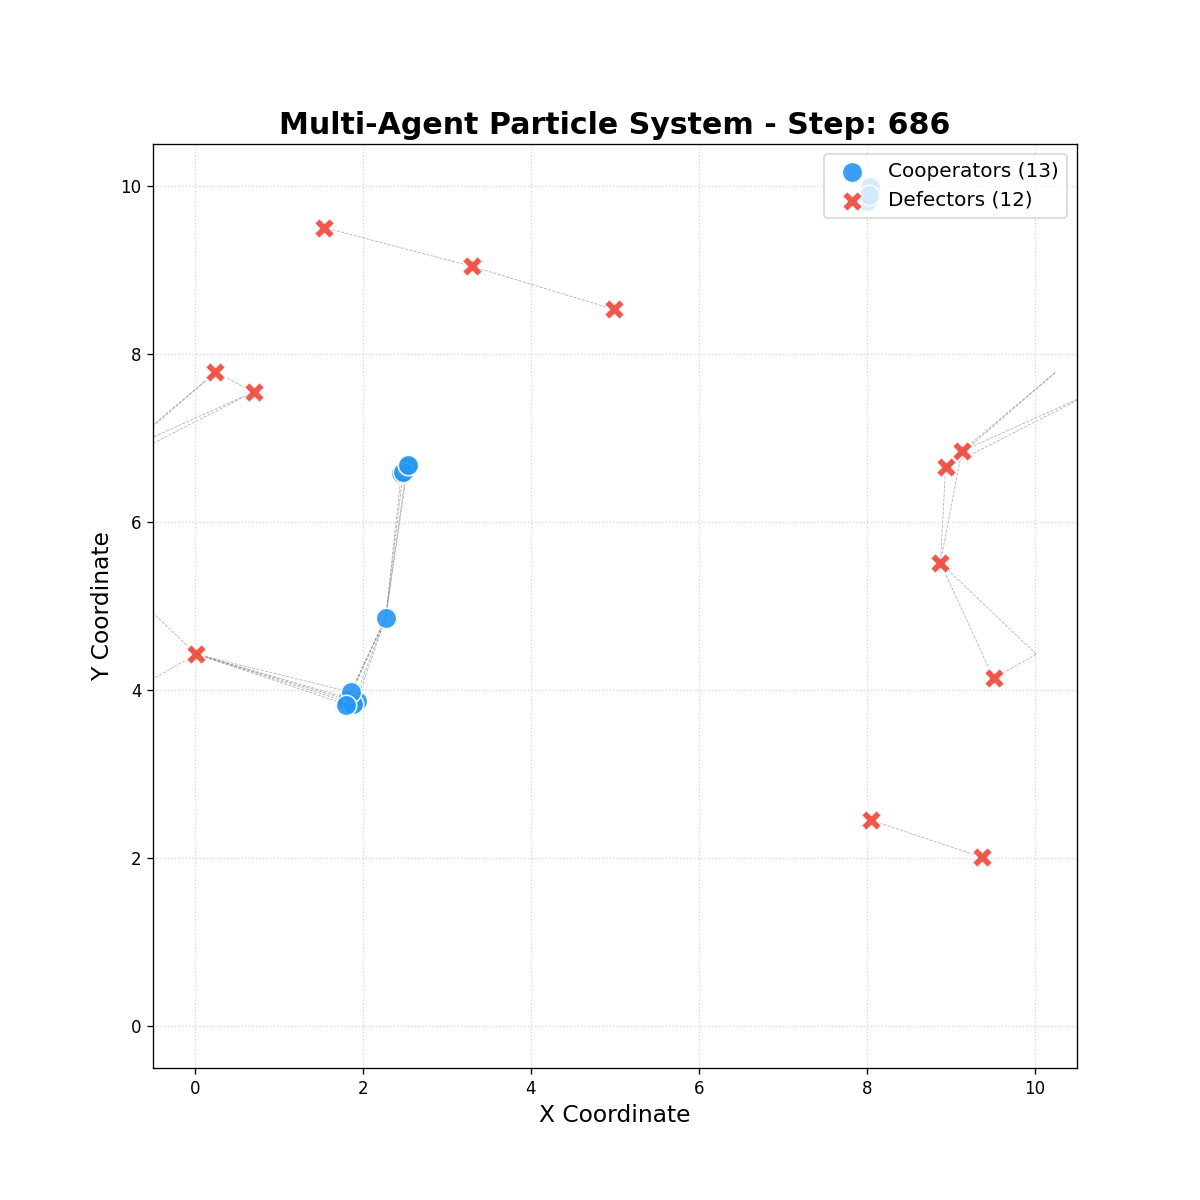 Multi-Agent Particle System - Step: 686
Cooperators (13)
Defectors (12)
10
8
6
4
2
0
Y Coordinate
0 2 4 6 8 10
X Coordinate